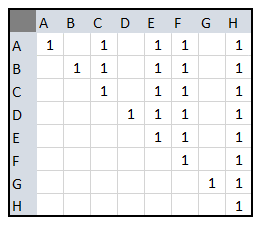 A B C D E F G H
A 1 1 1 1 1
B 1 1 1 1 1
C 1 1 1 1
D 1 1 1 1
E 1 1 1
F 1 1
G 1 1
H 1